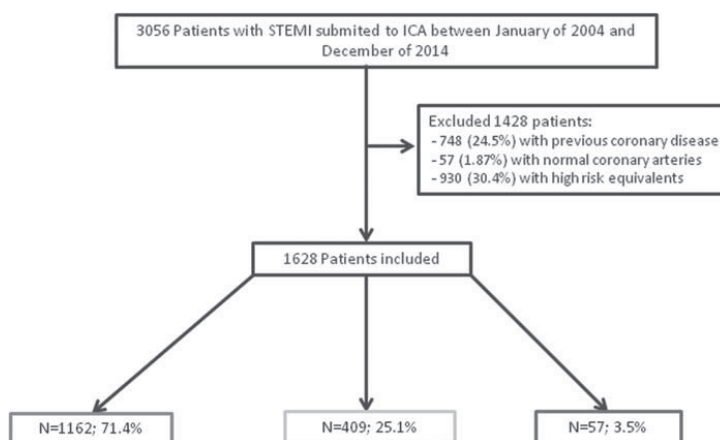 3056 Patients with STEMI submited to ICA between January of 2004 and
December of 2014
Excluded 1428 patients:
- 748 (24.5%) with previous coronary disease
- 57 (1.87%) with normal coronary arteries
- 930 (30.4%) with high risk equivalents
1628 Patients included
N=1162; 71.4%
N=409; 25.1%
N=57; 3.5%